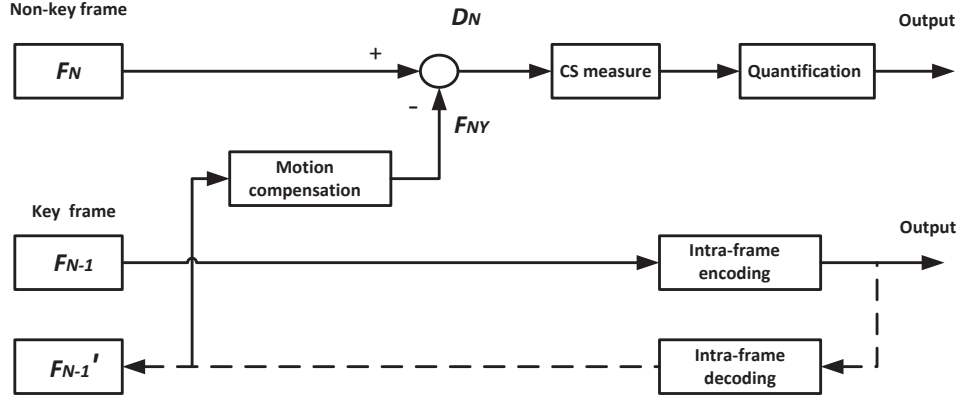 Non-key frame
DN
Output
FN
+
CS measure
Quantification
-
FNY
Motion
compensation
Key frame
Output
FN-1
Intra-frame
encoding
FN-1'
Intra-frame
decoding